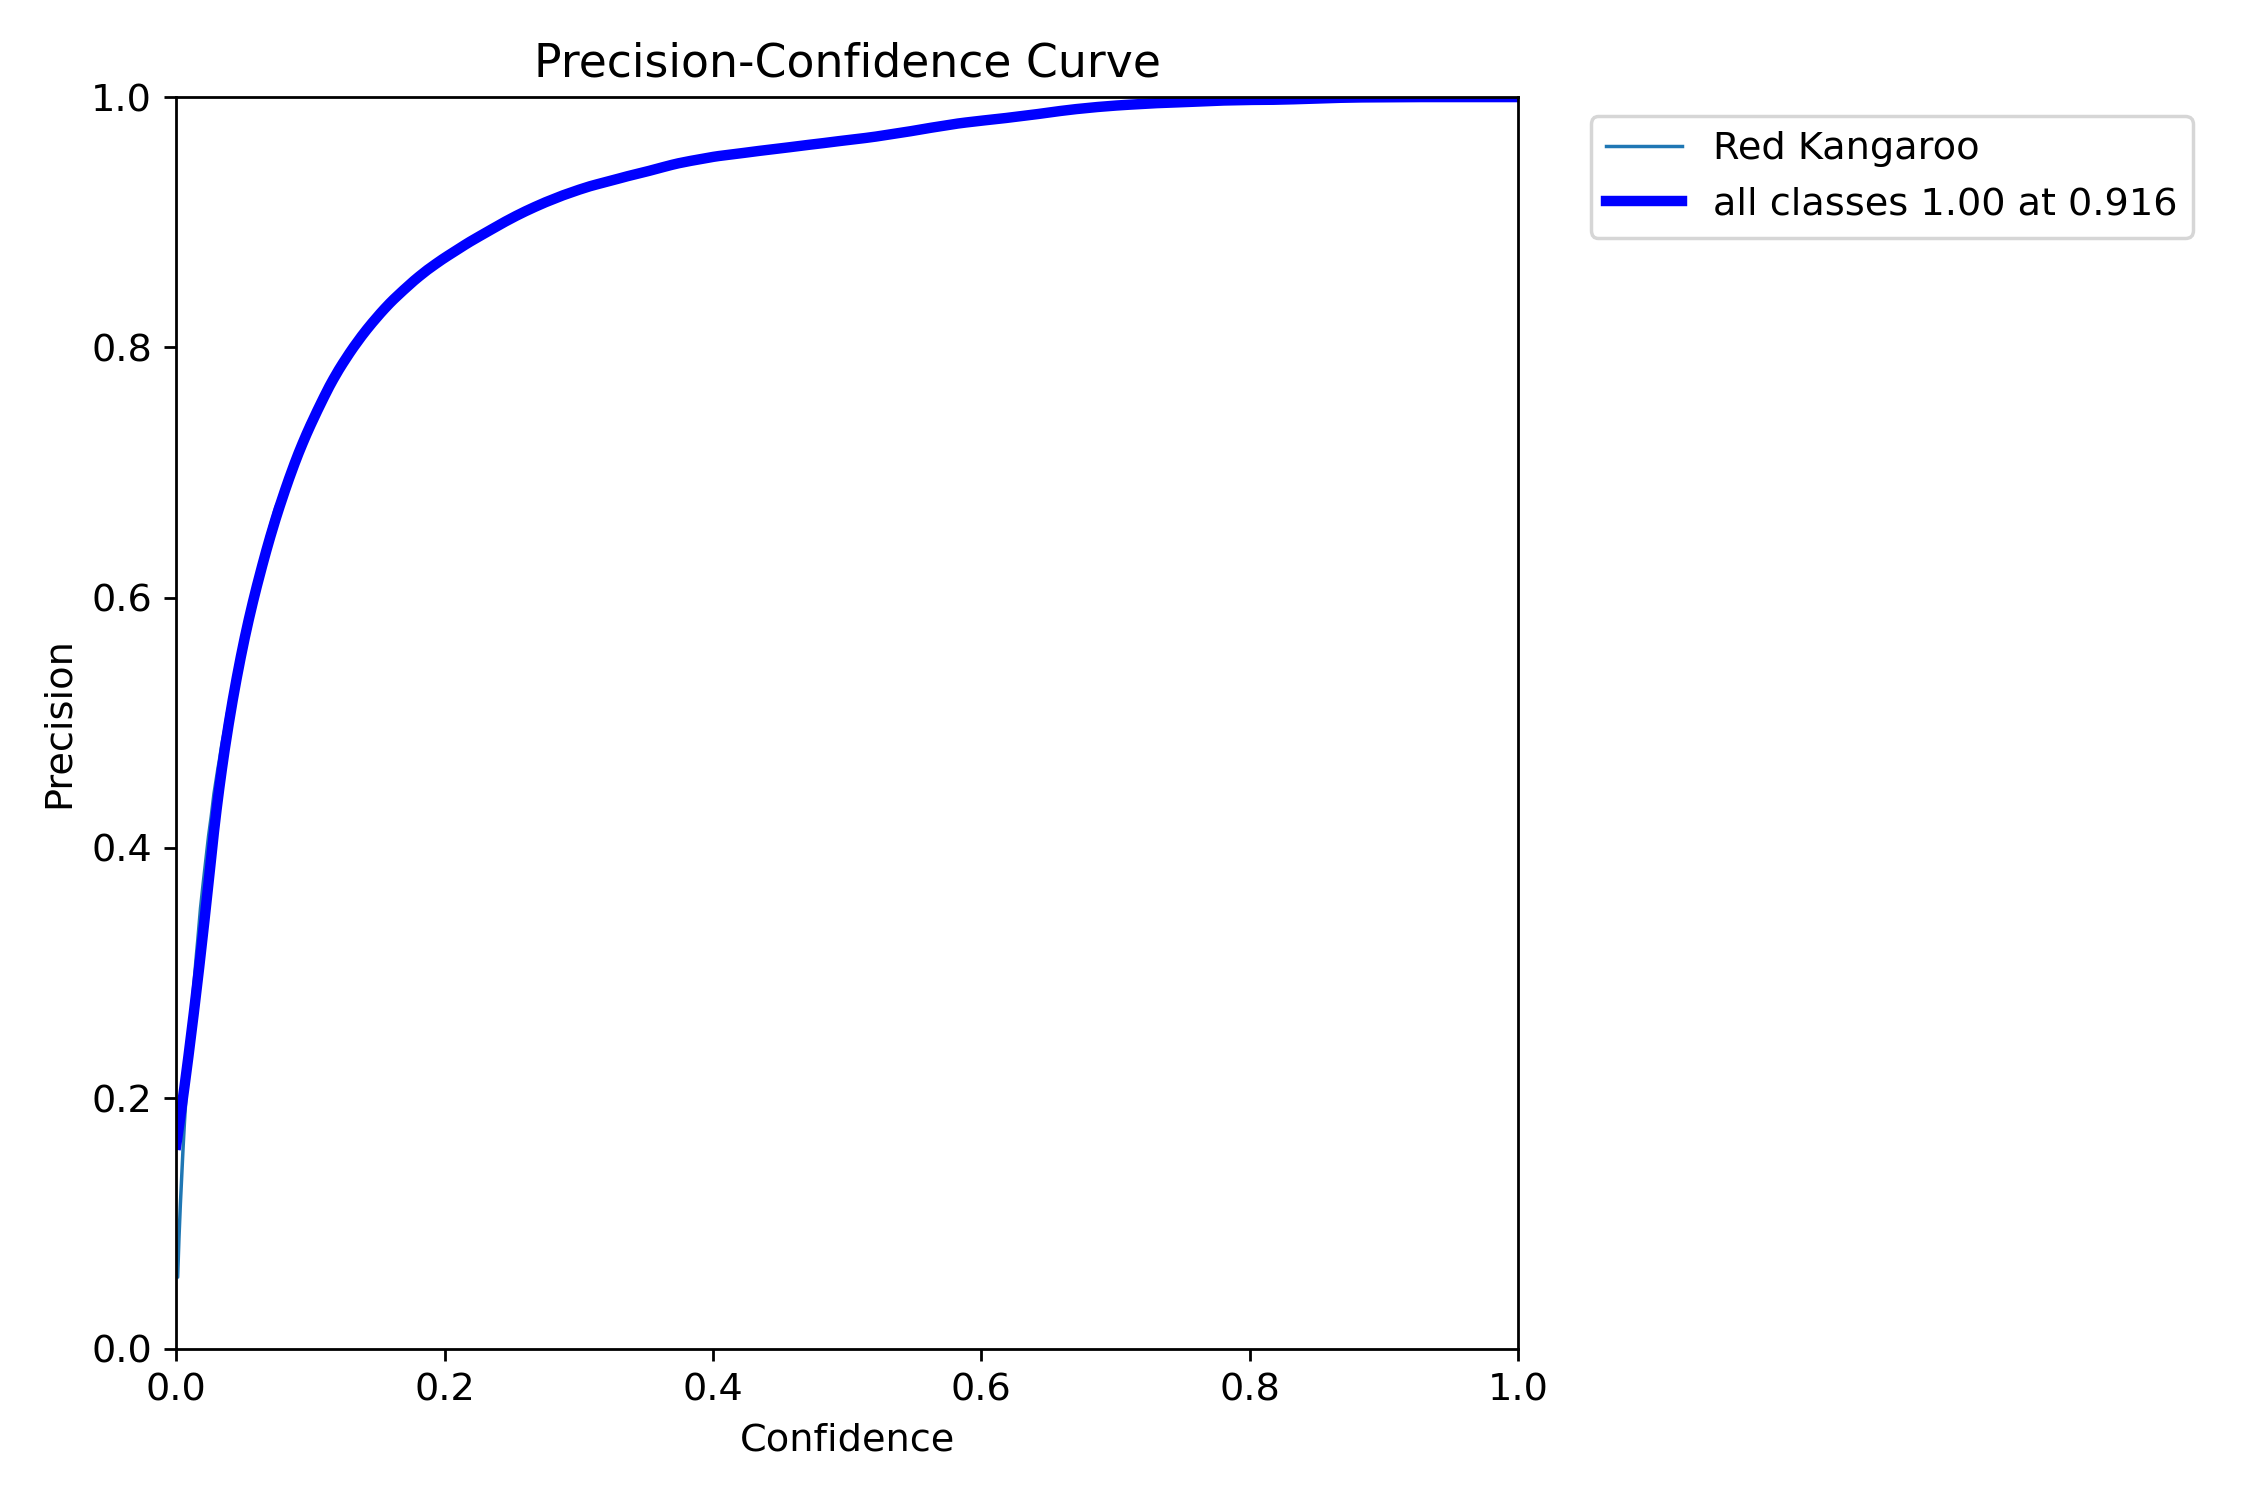 Precision-Confidence Curve
1.0
0.8
0.6
0.4
0.2
0.0
Precision
0.0 0.2 0.4 0.6 0.8 1.0
Confidence
Red Kangaroo
all classes 1.00 at 0.916